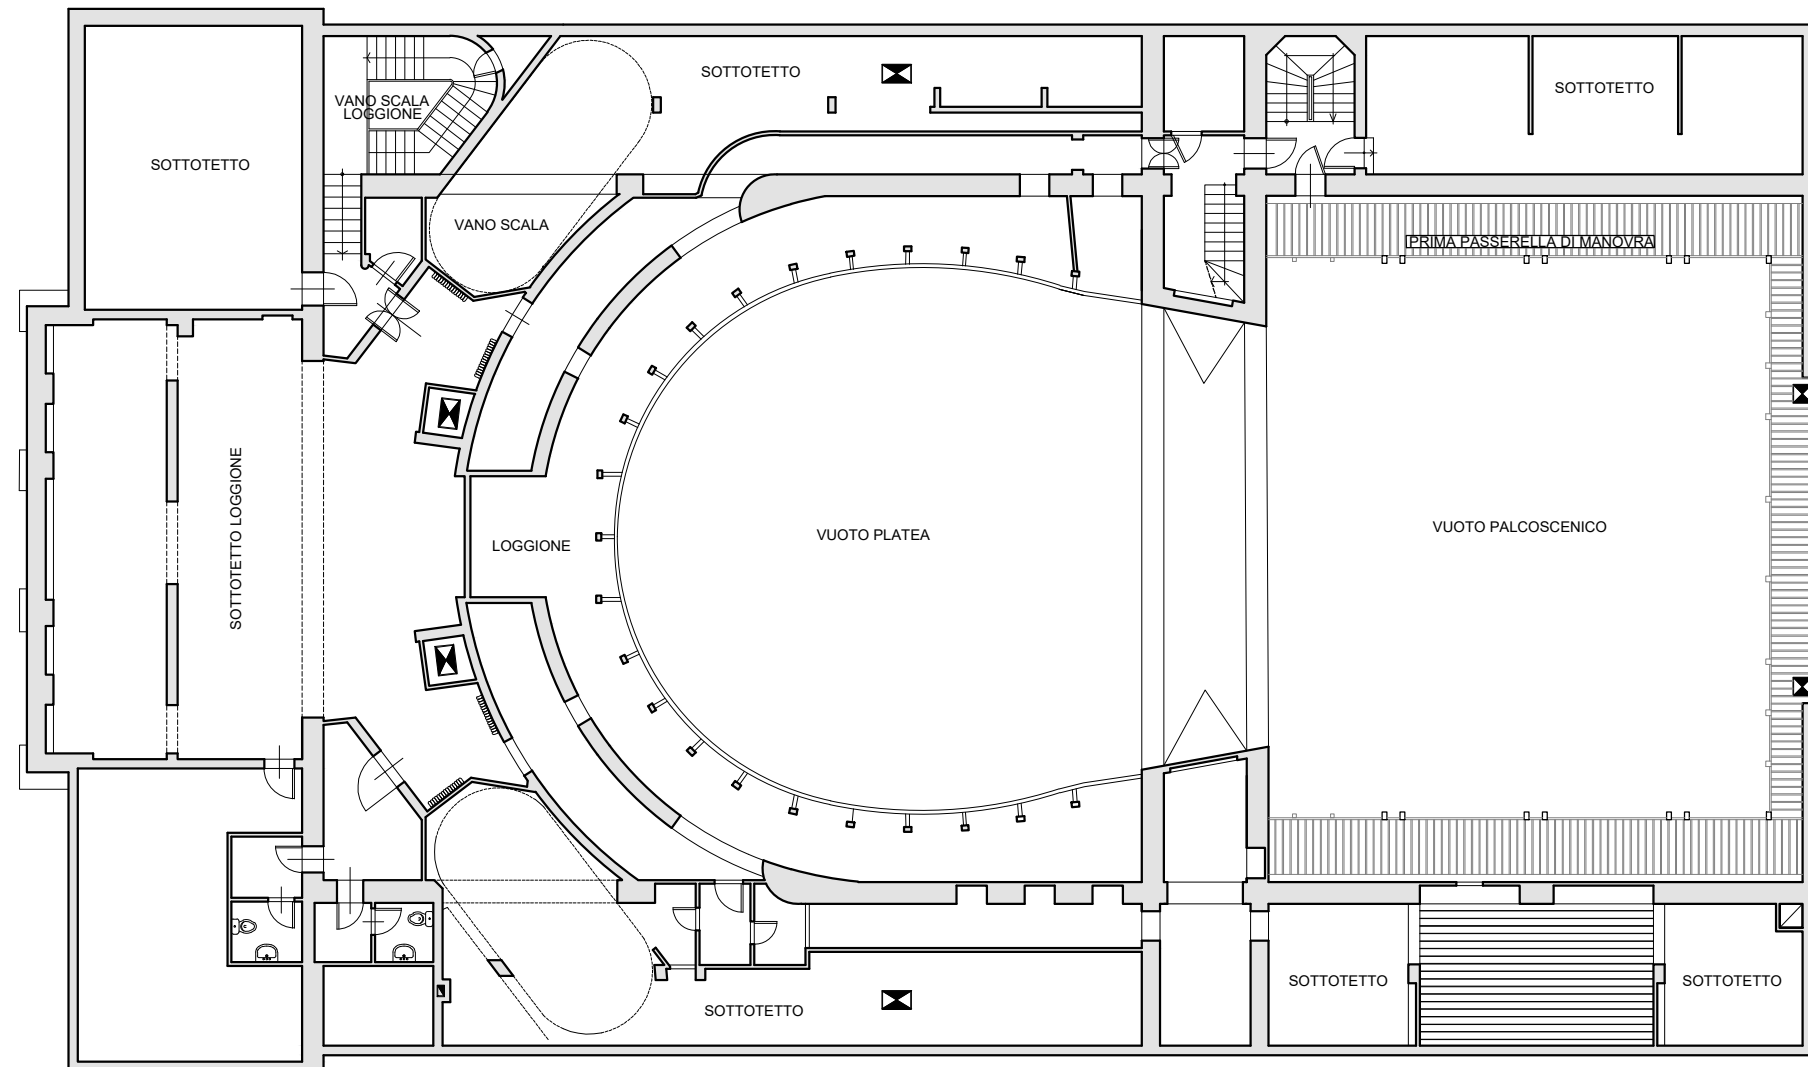 SOTTOTETTO
SOTTOTETTO
VANO SCALA
LOGGIONE
SOTTOTETTO
VANO SCALA
PRIMA PASSERELLA DI MANOVRA
SOTTOTETTO LOGGIONE
LOGGIONE
VUOTO PLATEA
VUOTO PALCOSCENICO
SOTTOTETTO
SOTTOTETTO
SOTTOTETTO